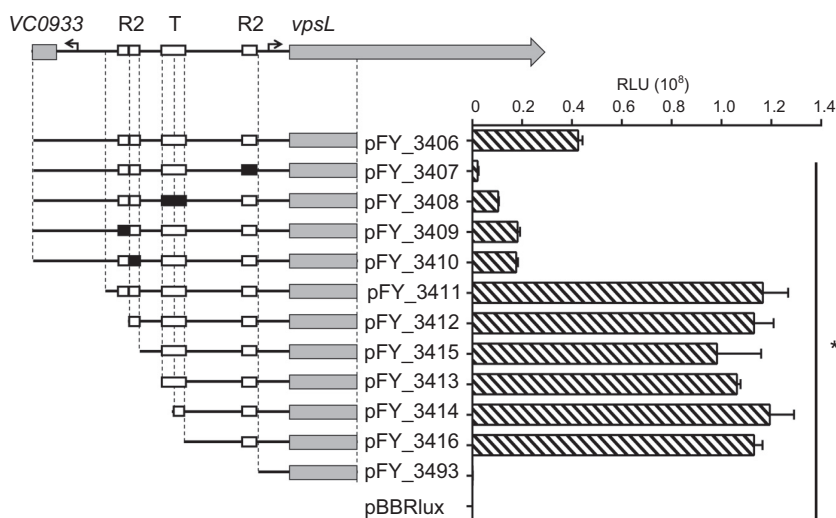 VC0933 R2 T R2 vpsL
RLU (10⁸)
0 0.2 0.4 0.6 0.8 1.0 1.2 1.4
pFY_3406
pFY_3407
pFY_3408
pFY_3409
pFY_3410
pFY_3411
pFY_3412
pFY_3415
*
pFY_3413
pFY_3414
pFY_3416
pFY_3493
pBBRlux